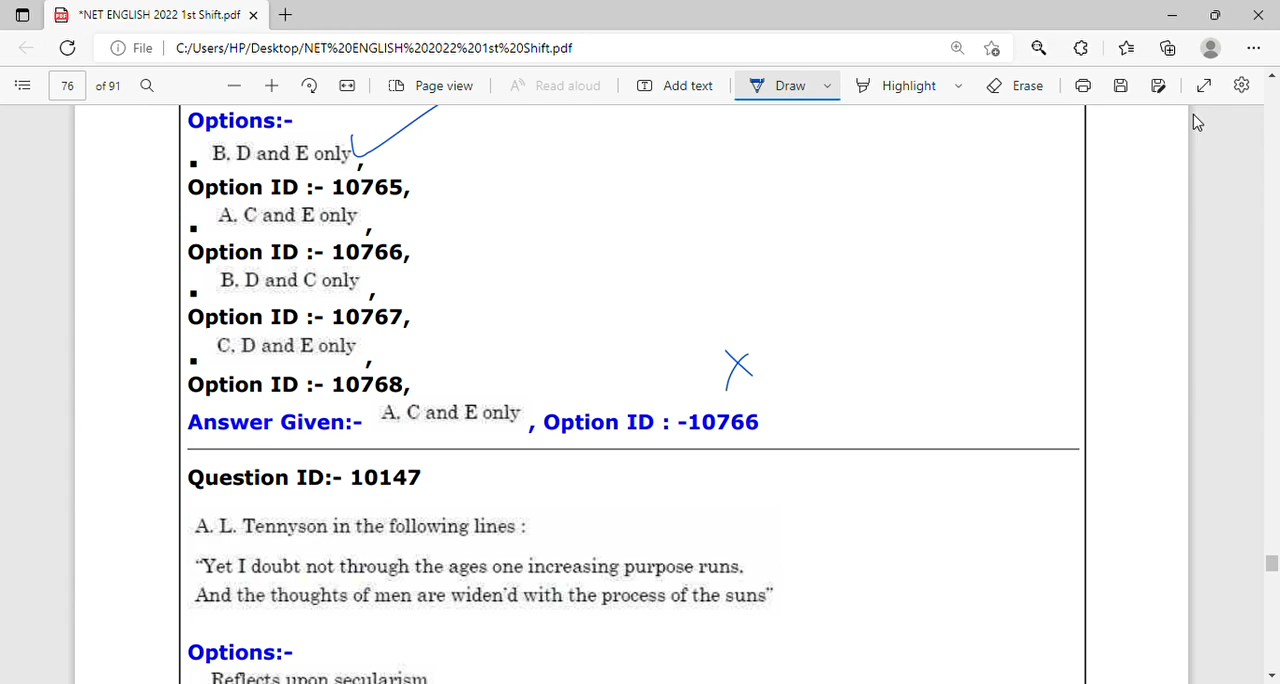 *NET ENGLISH 2022 1st Shift.pdf
File C:/Users/HP/Desktop/NET%20ENGLISH%202022%201st%20Shift.pdf
76 of 91 Page view Read aloud Add text Draw Highlight Erase
Options:-
B. D and E only,
Option ID :- 10765,
A. C and E only,
Option ID :- 10766,
B. D and C only,
Option ID :- 10767,
C. D and E only,
Option ID :- 10768,
Answer Given:- A. C and E only, Option ID : -10766
Question ID:- 10147
A. L. Tennyson in the following lines :
"Yet I doubt not through the ages one increasing purpose runs.
And the thoughts of men are widen'd with the process of the suns"
Options:-
Reflects upon secularism